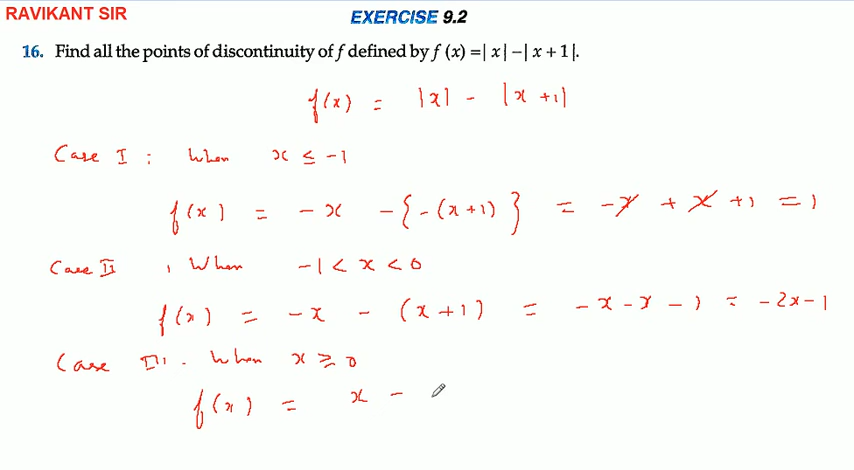 RAVIKANT SIR
EXERCISE 9.2
16. Find all the points of discontinuity of f defined by f (x) =| x| –| x + 1|.
f(x) = |x| - |x +1|
Case I : When x ≤ -1
f(x) = -x -{-(x+1)} = -x + x +1 = 1
Case II , When -1 < x < 0
f(x) = -x - (x+1) = -x-x-1 = -2x-1
Case III . When x ≥ 0
f(x) = x -